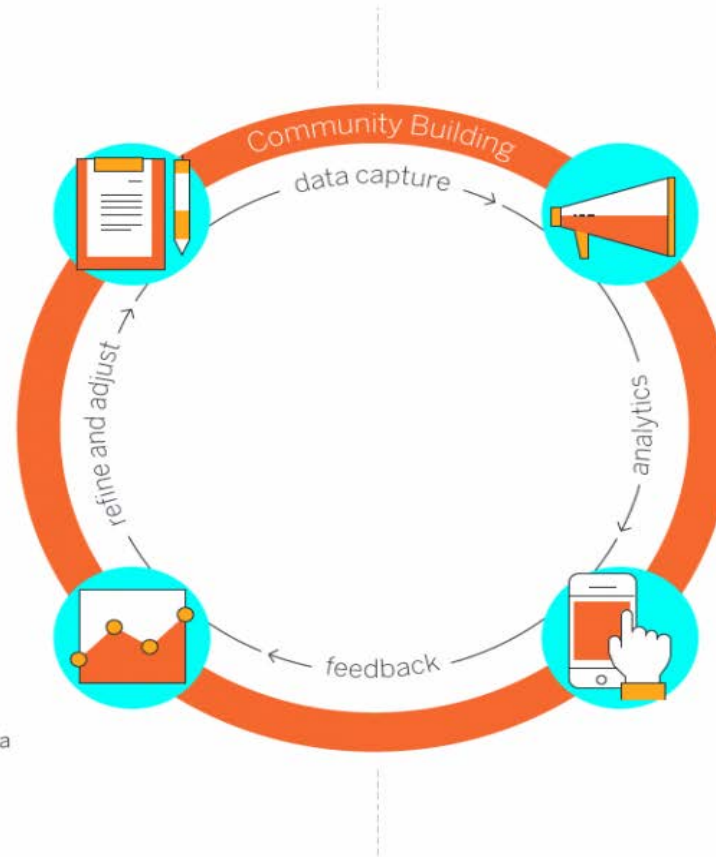 Community Building
data capture
analytics
refine and adjust
feedback
a